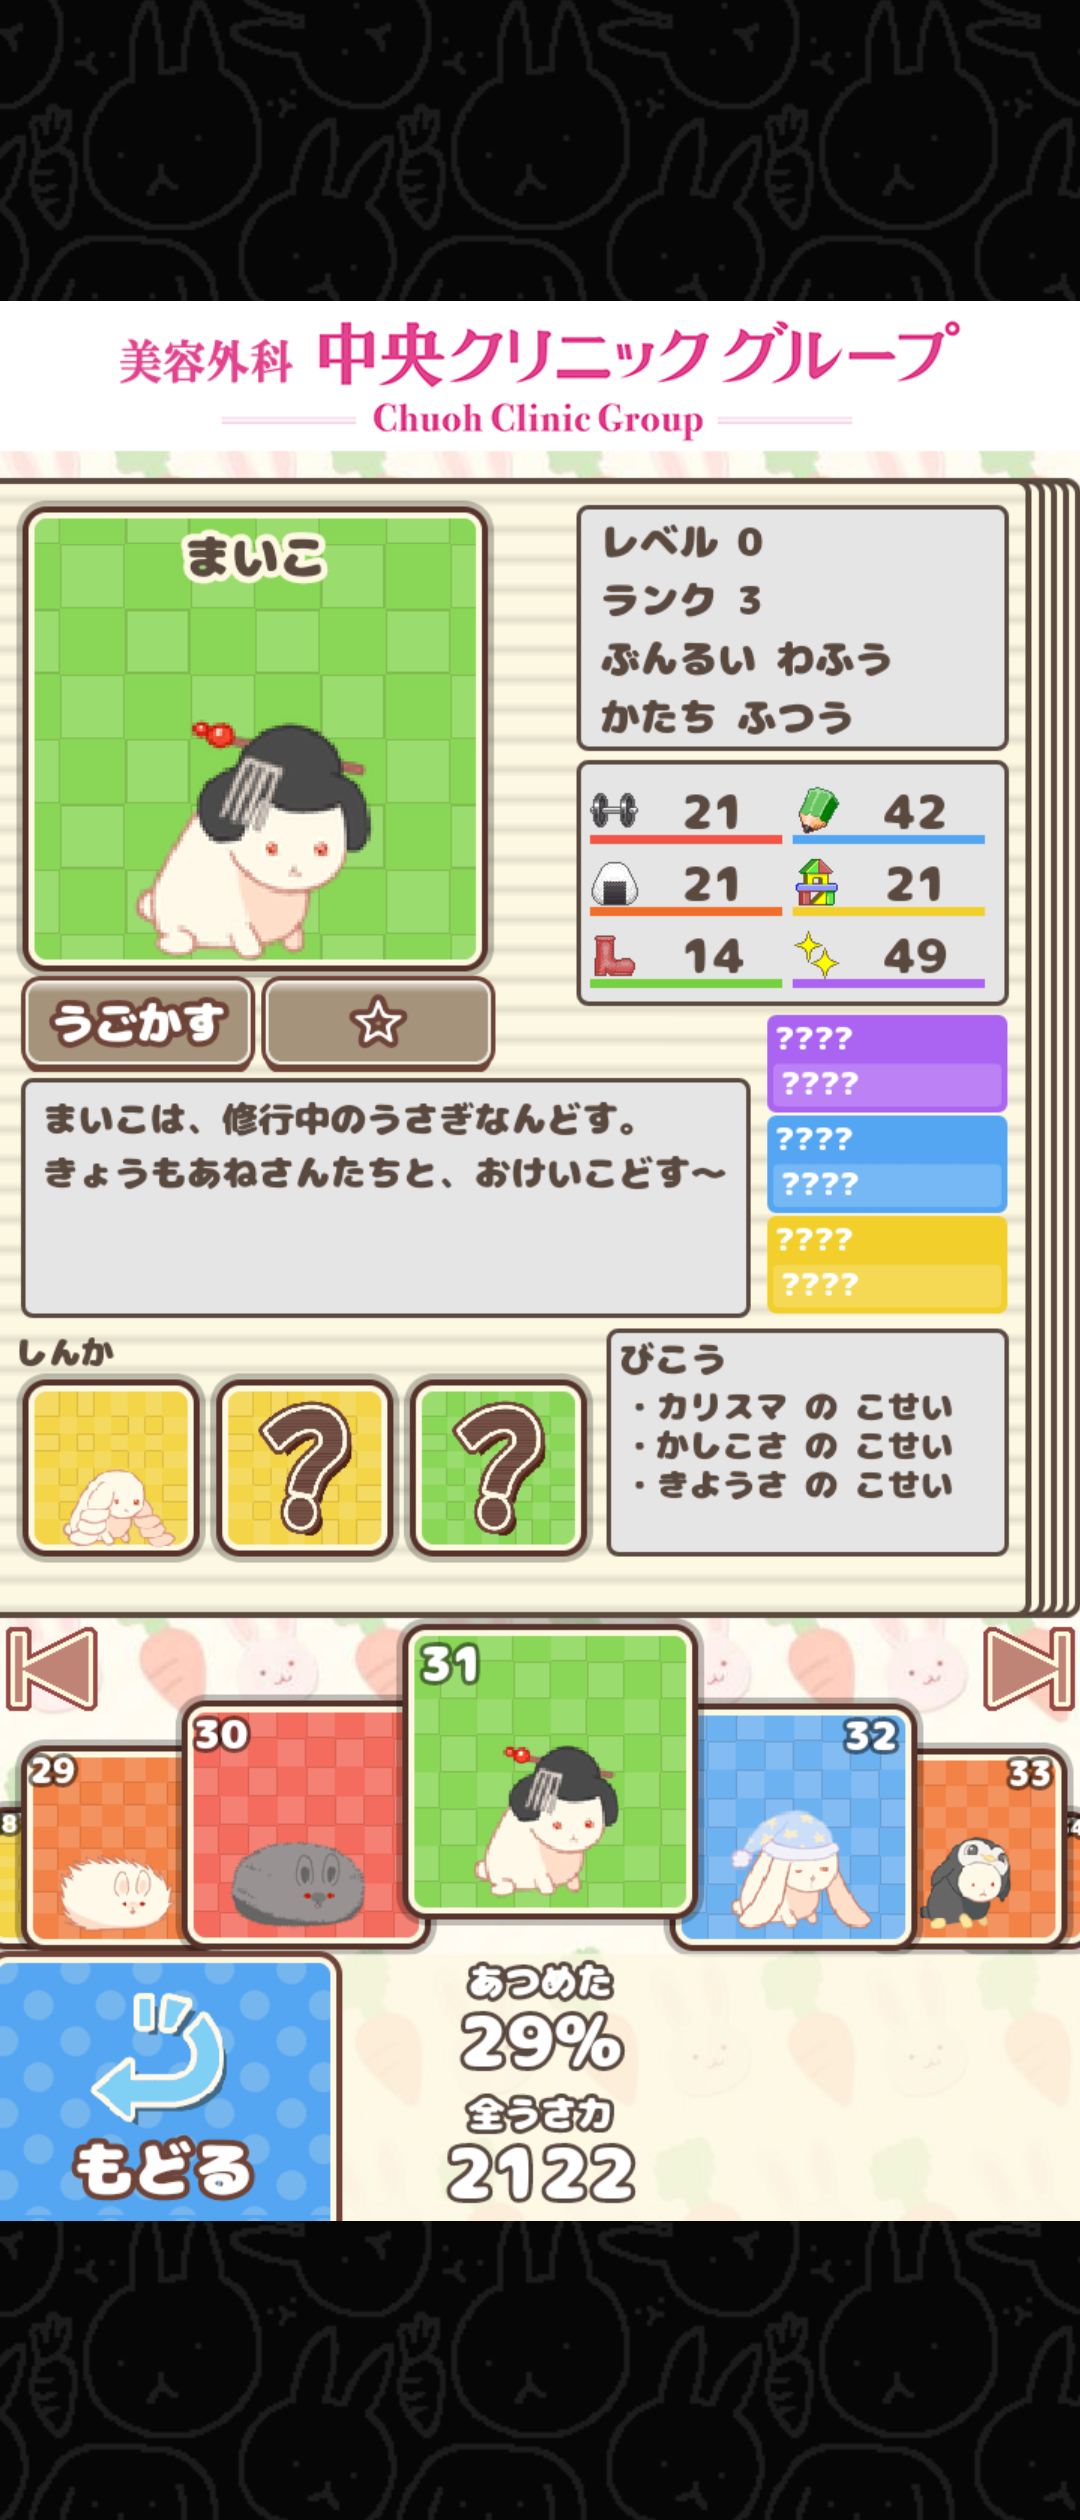 美容外科 中央クリニックグループ
Chuoh Clinic Group
まいこ
レベル 0
ランク 3
ぶんるい わふう
かたち ふつう
21 42
21 21
14 49
うごかす ☆
????
????
????
????
????
????
まいこは、修行中のうさぎなんどす。
きょうもあねさんたちと、おけいこどす〜
しんか
? ?
びこう
・カリスマ の こせい
・かしこさ の こせい
・きようさ の こせい
31
30 32
29 33
8
もどる
あつめた
29%
全うさ力
2122